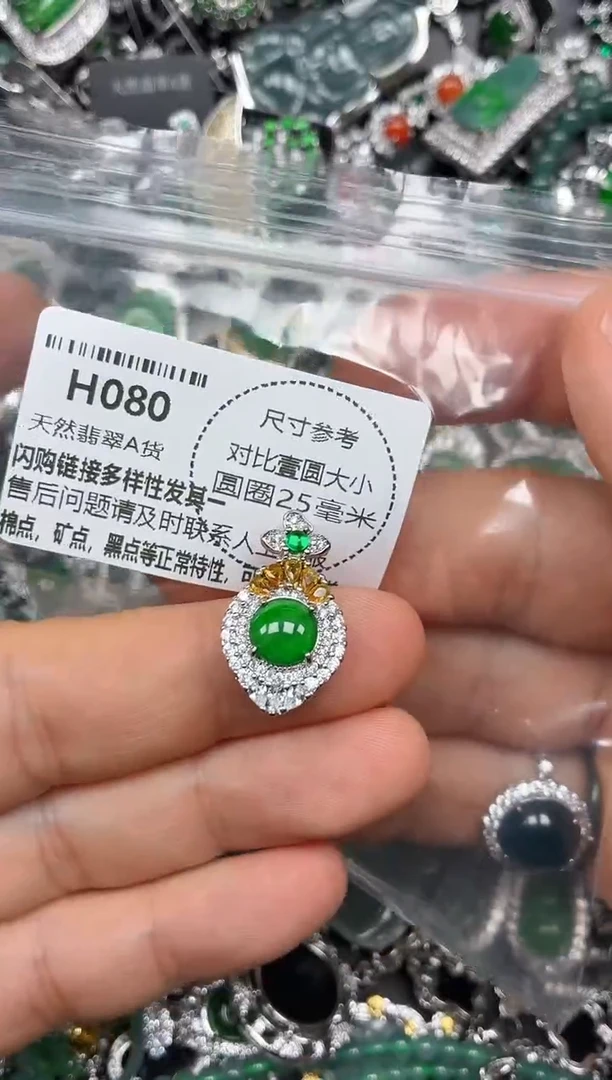 H080
天然翡翠A货
闪购链接多样性发其一
售后问题请及时联系人
棉点，矿点，黑点等正常特性，可
尺寸参考
对比壹圆大小
圆圈25毫米